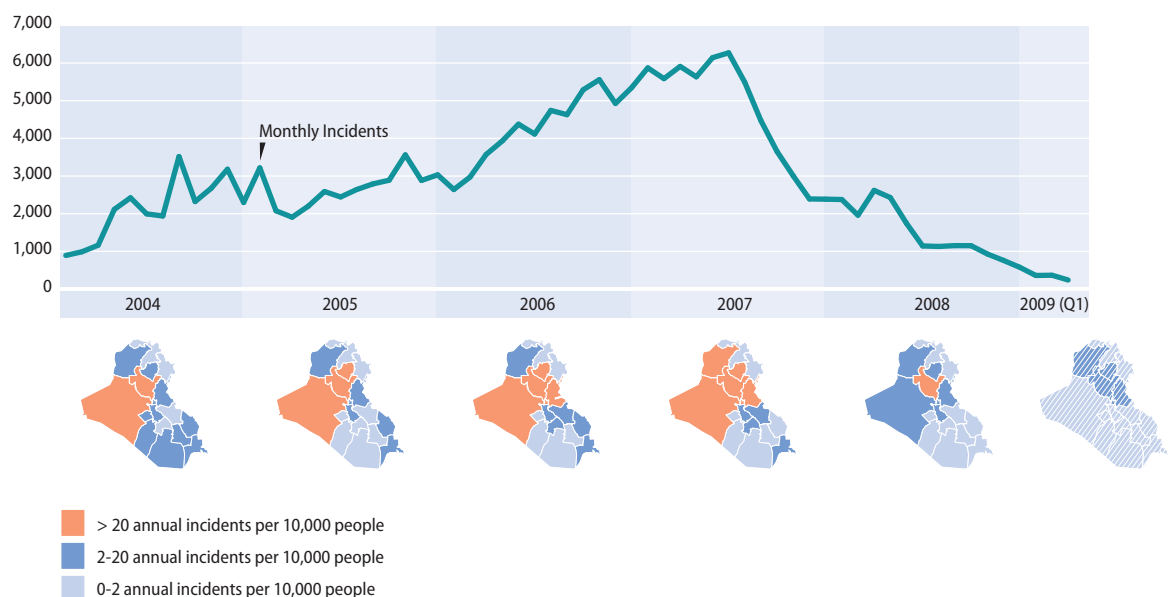 7,000
6,000
5,000
4,000
3,000
2,000
1,000
0
Monthly Incidents
2004 2005 2006 2007 2008 2009 (Q1)
> 20 annual incidents per 10,000 people
2-20 annual incidents per 10,000 people
0-2 annual incidents per 10,000 people